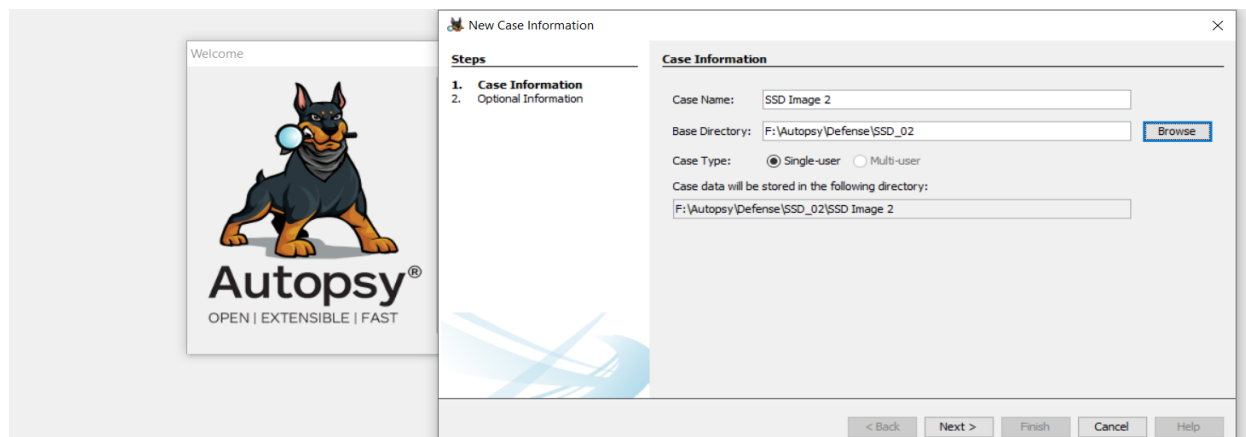 New Case Information
Welcome
Autopsy®
OPEN | EXTENSIBLE | FAST
Steps
1. Case Information
2. Optional Information
Case Information
Case Name: SSD Image 2
Base Directory: F:\Autopsy\Defense\SSD_02 Browse
Case Type: Single-user Multi-user
Case data will be stored in the following directory:
F:\Autopsy\Defense\SSD_02\SSD Image 2
< Back Next > Finish Cancel Help